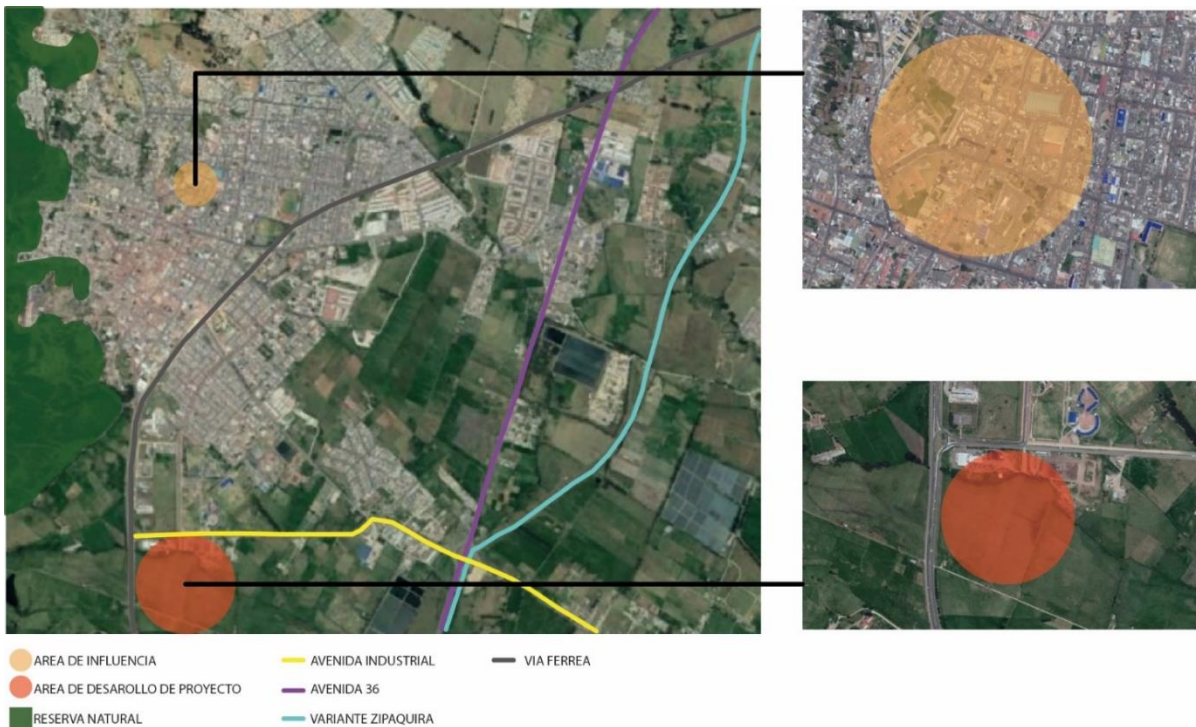 AREA DE INFLUENCIA
AREA DE DESAROLLO DE PROYECTO
RESERVA NATURAL
AVENIDA INDUSTRIAL
AVENIDA 36
VARIANTE ZIPAQUIRA
VIA FERREA